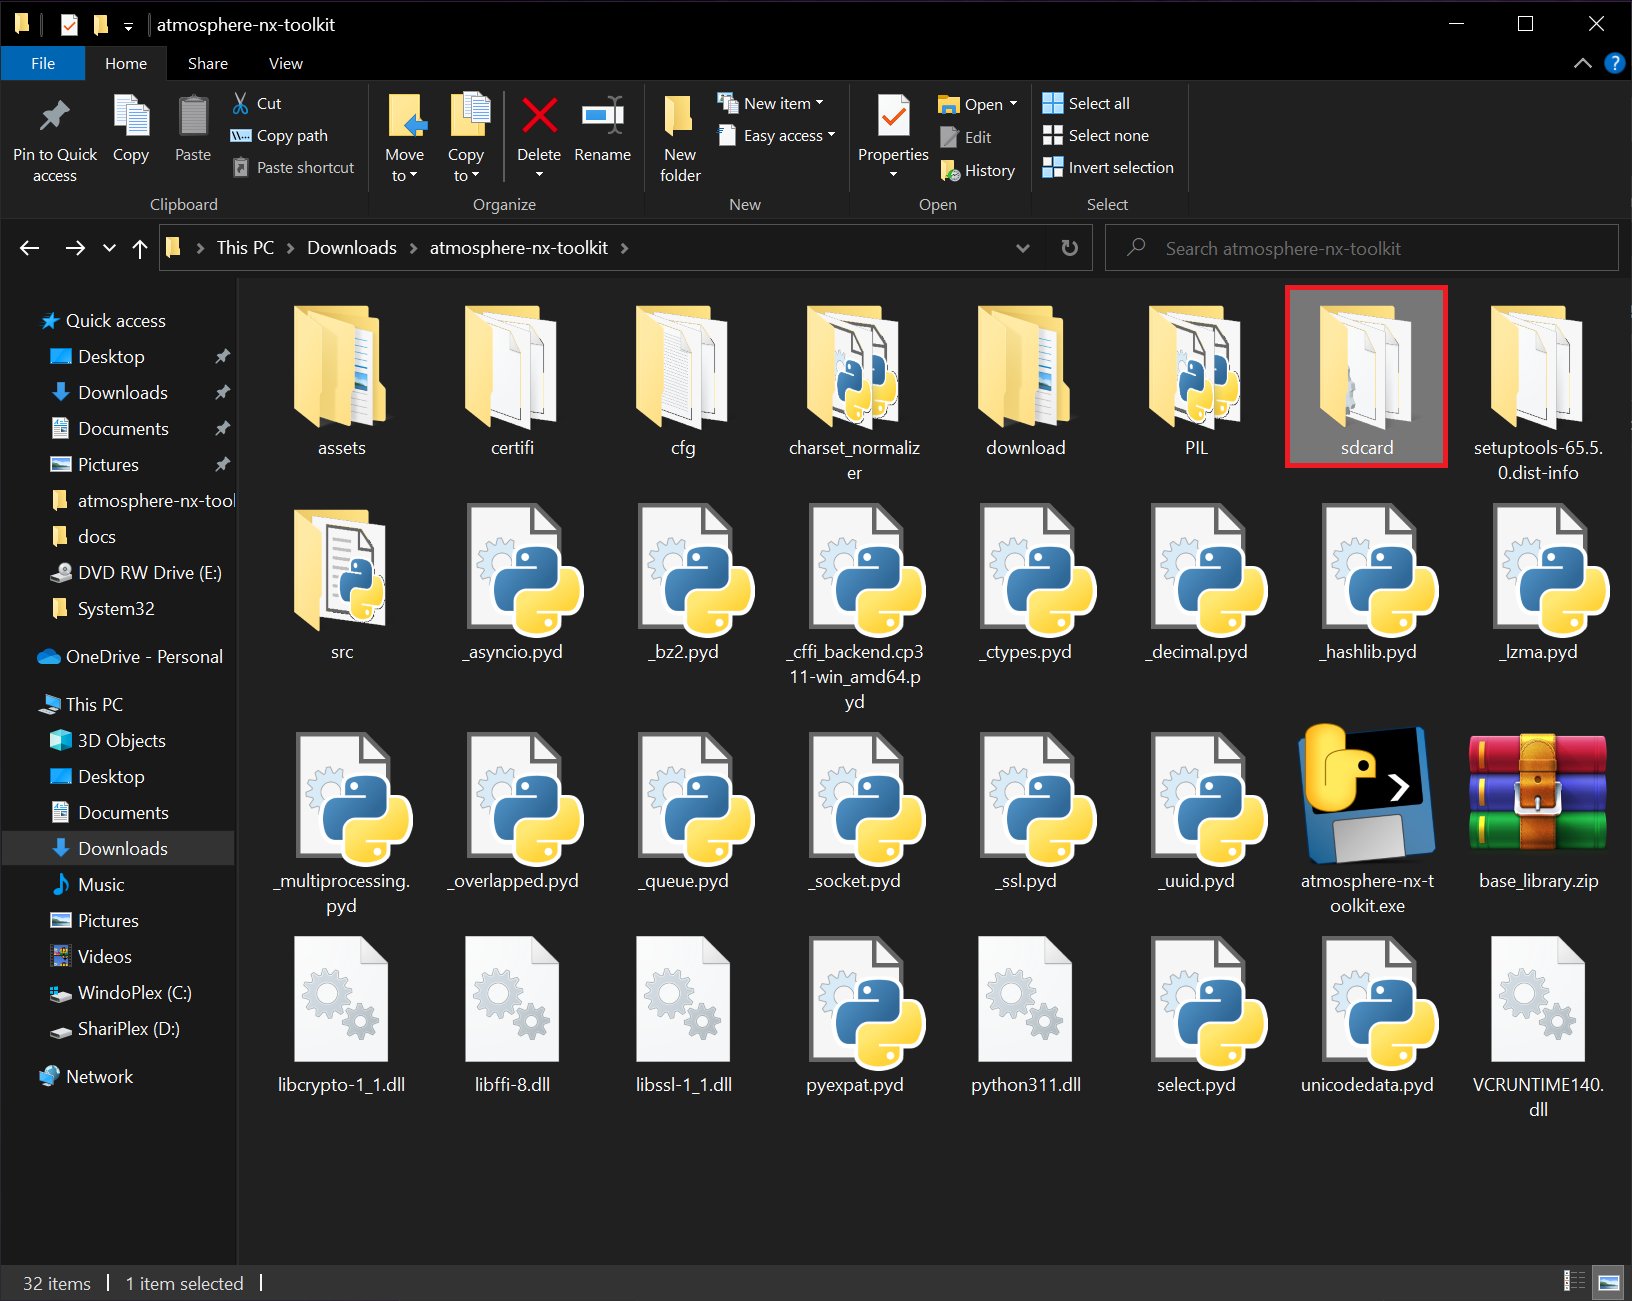 atmosphere-nx-toolkit
File Home Share View
Pin to Quick
access
Copy
Paste
Cut
Copy path
Paste shortcut
Clipboard
Move
to
Copy
to
Delete
Rename
Organize
New
folder
New item
Easy access
New
Properties
Open
Edit
History
Open
Select all
Select none
Invert selection
Select
This PC Downloads atmosphere-nx-toolkit
Search atmosphere-nx-toolkit
Quick access
Desktop
Downloads
Documents
Pictures
atmosphere-nx-tool
docs
DVD RW Drive (E:)
System32
OneDrive - Personal
This PC
3D Objects
Desktop
Documents
Downloads
Music
Pictures
Videos
WindoPlex (C:)
ShariPlex (D:)
Network
assets
certifi
cfg
charset_normaliz
er
download
PIL
sdcard
setuptools-65.5.
0.dist-info
src
_asyncio.pyd
_bz2.pyd
_cffi_backend.cp3
11-win_amd64.p
yd
_ctypes.pyd
_decimal.pyd
_hashlib.pyd
_lzma.pyd
_multiprocessing.
pyd
_overlapped.pyd
_queue.pyd
_socket.pyd
_ssl.pyd
_uuid.pyd
atmosphere-nx-t
oolkit.exe
base_library.zip
libcrypto-1_1.dll
libffi-8.dll
libssl-1_1.dll
pyexpat.pyd
python311.dll
select.pyd
unicodedata.pyd
VCRUNTIME140.
dll
32 items 1 item selected